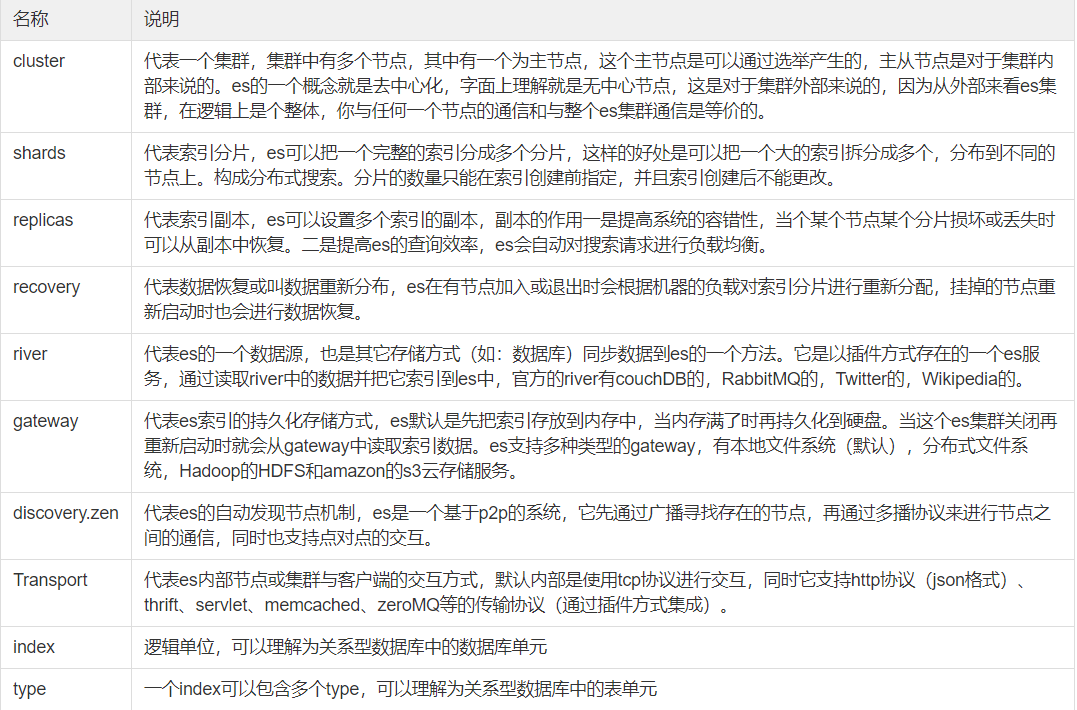 名称 说明
cluster 代表一个集群，集群中有多个节点，其中有一个为主节点，这个主节点是可以通过选举产生的，主从节点是对于集群内
部来说的。es的一个概念就是去中心化，字面上理解就是无中心节点，这是对于集群外部来说的，因为从外部来看es集
群，在逻辑上是个整体，你与任何一个节点的通信和与整个es集群通信是等价的。
shards 代表索引分片，es可以把一个完整的索引分成多个分片，这样的好处是可以把一个大的索引拆分成多个，分布到不同的
节点上。构成分布式搜索。分片的数量只能在索引创建前指定，并且索引创建后不能更改。
replicas 代表索引副本，es可以设置多个索引的副本，副本的作用一是提高系统的容错性，当个某个节点某个分片损坏或丢失时
可以从副本中恢复。二是提高es的查询效率，es会自动对搜索请求进行负载均衡。
recovery 代表数据恢复或叫数据重新分布，es在有节点加入或退出时会根据机器的负载对索引分片进行重新分配，挂掉的节点重
新启动时也会进行数据恢复。
river 代表es的一个数据源，也是其它存储方式（如：数据库）同步数据到es的一个方法。它是以插件方式存在的一个es服
务，通过读取river中的数据并把它索引到es中，官方的river有couchDB的，RabbitMQ的，Twitter的，Wikipedia的。
gateway 代表es索引的持久化存储方式，es默认是先把索引存放到内存中，当内存满了时再持久化到硬盘。当这个es集群关闭再
重新启动时就会从gateway中读取索引数据。es支持多种类型的gateway，有本地文件系统（默认），分布式文件系
统，Hadoop的HDFS和amazon的s3云存储服务。
discovery.zen 代表es的自动发现节点机制，es是一个基于p2p的系统，它先通过广播寻找存在的节点，再通过多播协议来进行节点之
间的通信，同时也支持点对点的交互。
Transport 代表es内部节点或集群与客户端的交互方式，默认内部是使用tcp协议进行交互，同时它支持http协议（json格式）、
thrift、servlet、memcached、zeroMQ等的传输协议（通过插件方式集成）。
index 逻辑单位，可以理解为关系型数据库中的数据库单元
type 一个index可以包含多个type，可以理解为关系型数据库中的表单元